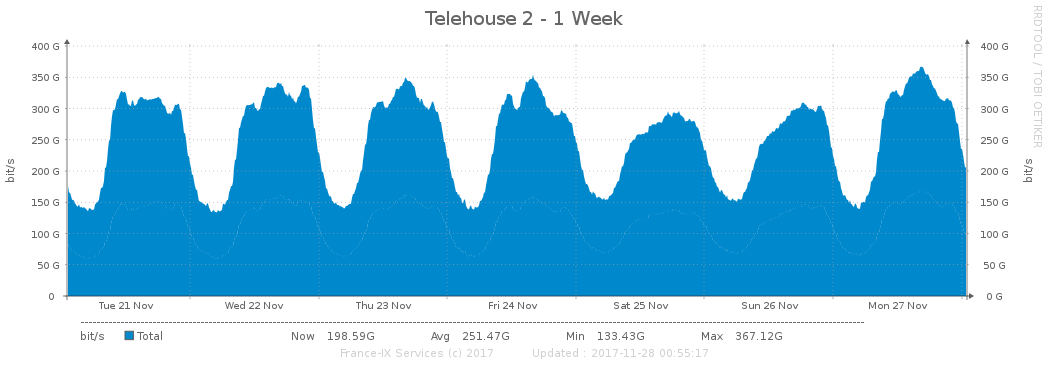 Telehouse 2 - 1 Week
RRDTOOL / TOBI OETIKER
400 G 400 G
350 G 350 G
300 G 300 G
250 G 250 G
200 G 200 G
150 G 150 G
100 G 100 G
50 G 50 G
0 0 G
bit/s bit/s
Tue 21 Nov Wed 22 Nov Thu 23 Nov Fri 24 Nov Sat 25 Nov Sun 26 Nov Mon 27 Nov
bit/s Total Now 198.59G Avg 251.47G Min 133.43G Max 367.12G
France-IX Services (c) 2017 Updated : 2017-11-28 00:55:17